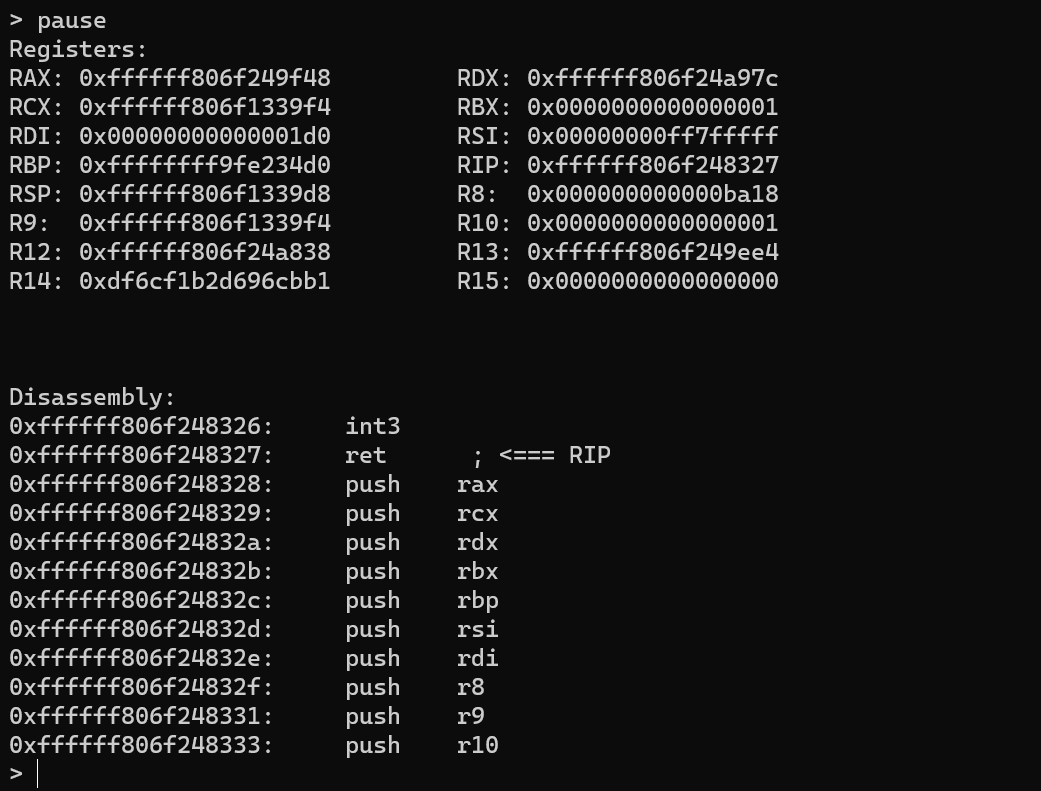 > pause
Registers:
RAX: 0xffffff806f249f48         RDX: 0xffffff806f24a97c
RCX: 0xffffff806f1339f4         RBX: 0x0000000000000001
RDI: 0x00000000000001d0         RSI: 0x00000000ff7fffff
RBP: 0xffffffff9fe234d0         RIP: 0xffffff806f248327
RSP: 0xffffff806f1339d8         R8:  0x000000000000ba18
R9:  0xffffff806f1339f4         R10: 0x0000000000000001
R12: 0xffffff806f24a838         R13: 0xffffff806f249ee4
R14: 0xdf6cf1b2d696cbb1         R15: 0x0000000000000000
Disassembly:
0xffffff806f248326:     int3
0xffffff806f248327:     ret      ; <=== RIP
0xffffff806f248328:     push    rax
0xffffff806f248329:     push    rcx
0xffffff806f24832a:     push    rdx
0xffffff806f24832b:     push    rbx
0xffffff806f24832c:     push    rbp
0xffffff806f24832d:     push    rsi
0xffffff806f24832e:     push    rdi
0xffffff806f24832f:     push    r8
0xffffff806f248331:     push    r9
0xffffff806f248333:     push    r10
>